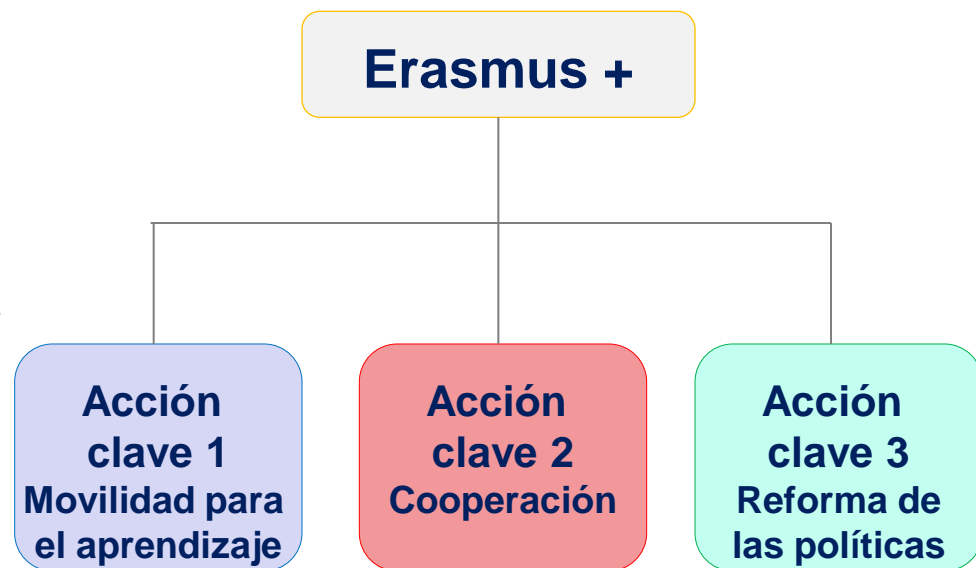 Erasmus +
Acción
clave 1
Movilidad para
el aprendizaje
Acción
clave 2
Cooperación
Acción
clave 3
Reforma de
las políticas